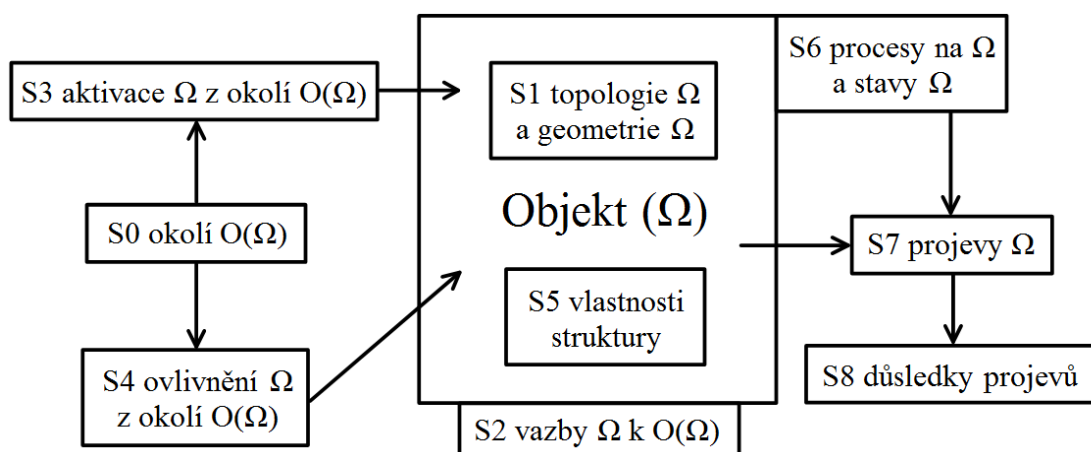 S3 aktivace Ω z okolí O(Ω)
S0 okolí O(Ω)
S4 ovlivnění Ω
z okolí O(Ω)
S1 topologie Ω
a geometrie Ω
Objekt (Ω)
S5 vlastnosti
struktury
S2 vazby Ω k O(Ω)
S6 procesy na Ω
a stavy Ω
S7 projevy Ω
S8 důsledky projevů